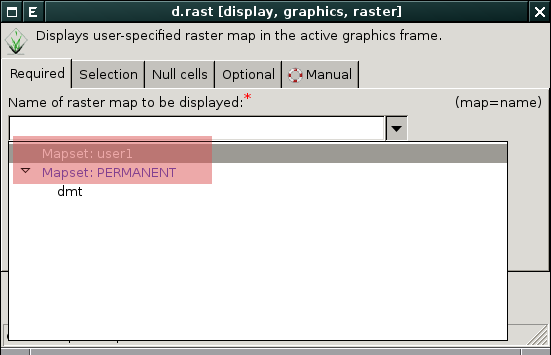 d.rast [display, graphics, raster]
Displays user-specified raster map in the active graphics frame.
Required Selection Null cells Optional Manual
Name of raster map to be displayed:* (map=name)
Mapset: user1
Mapset: PERMANENT
dmt